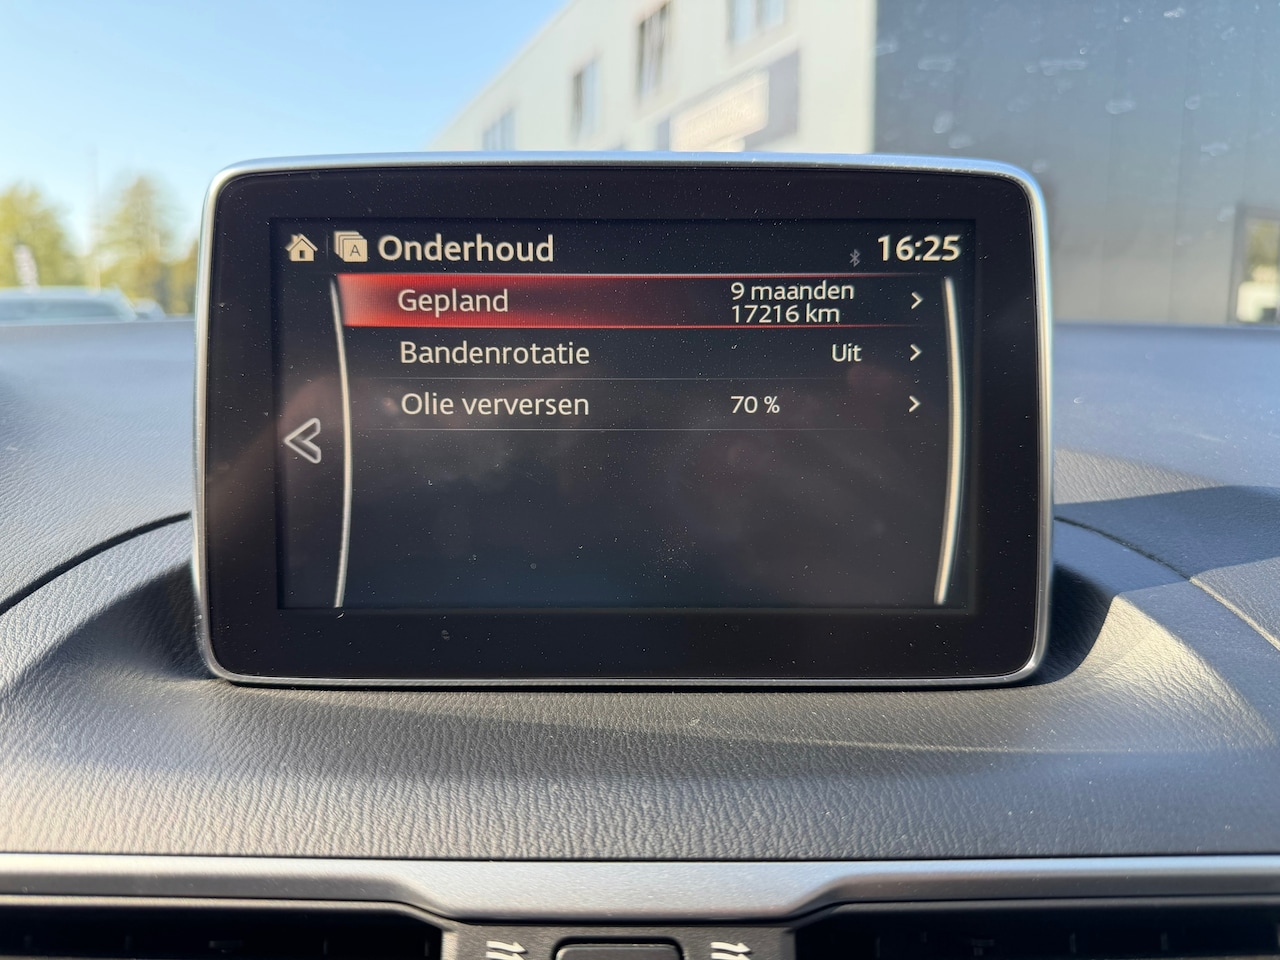 A Onderhoud 16:25
Gepland 9 maanden
17216 km
Bandenrotatie Uit
Olie verversen 70 %